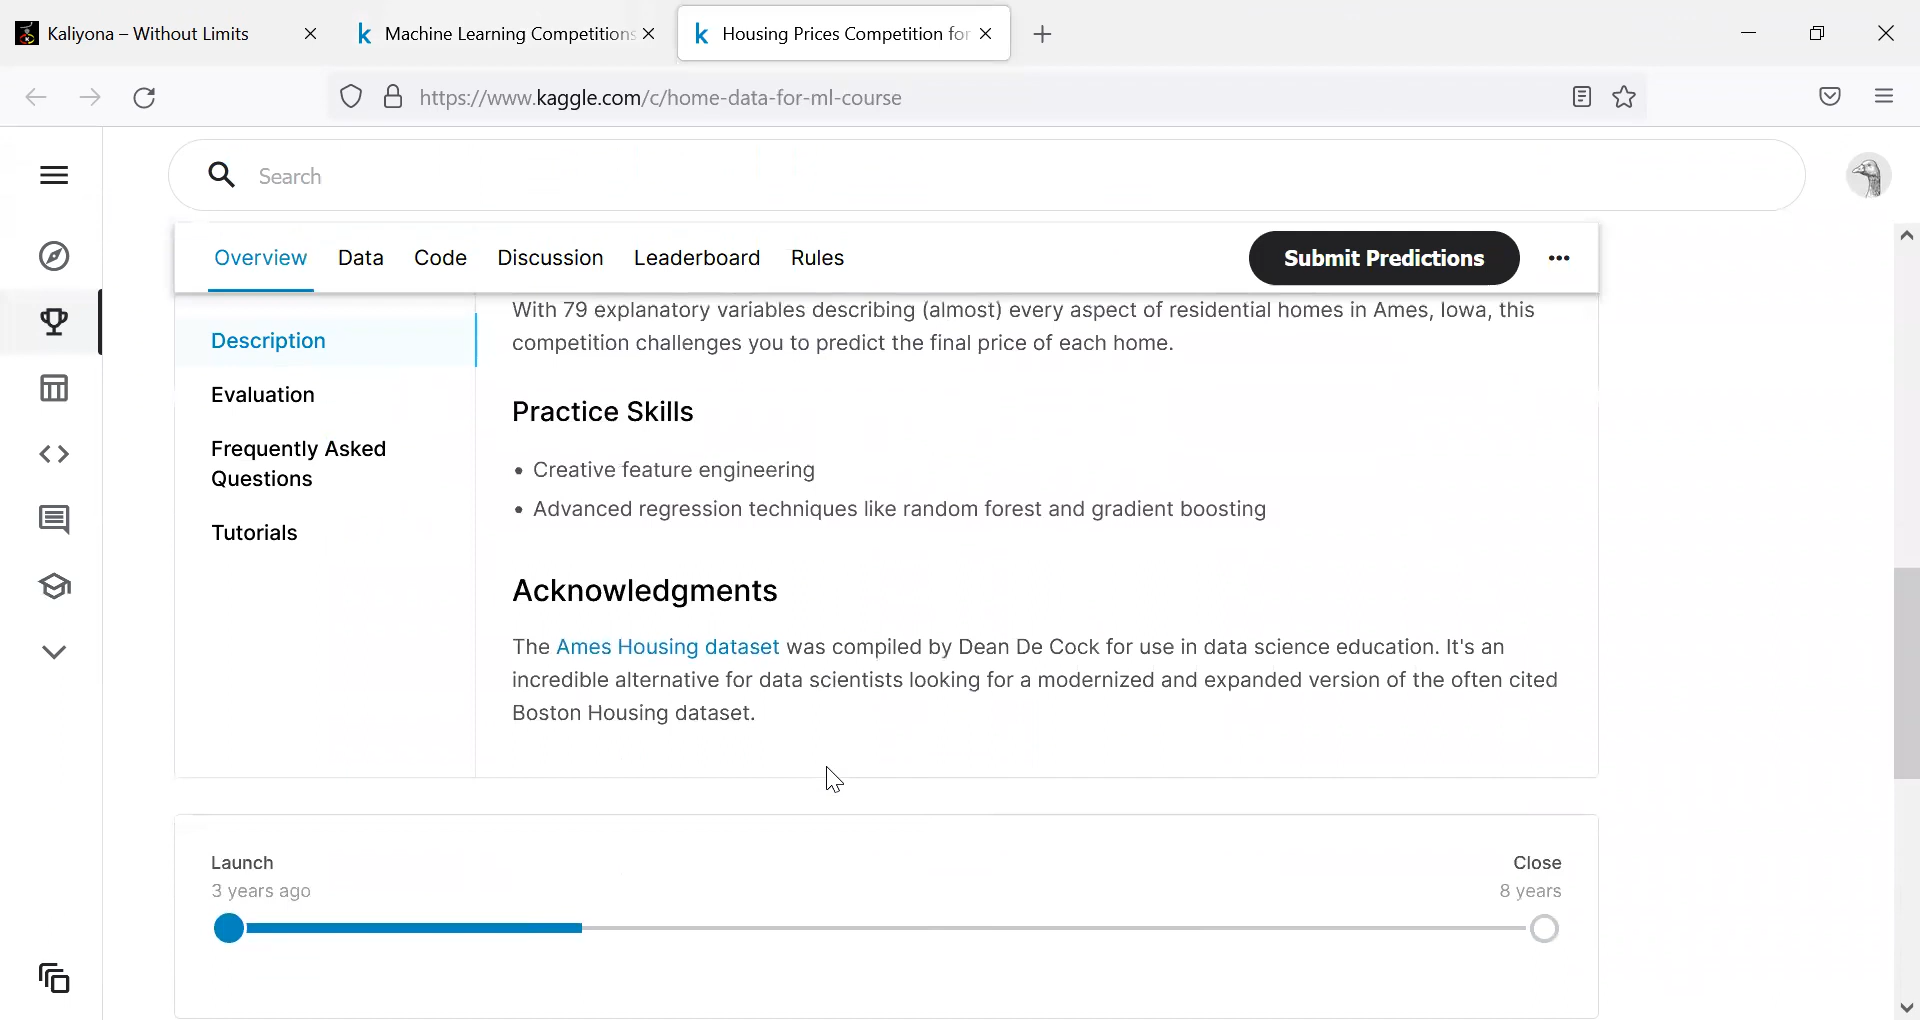 Kaliyona – Without Limits
Machine Learning Competitions
Housing Prices Competition for
https://www.kaggle.com/c/home-data-for-ml-course
Search
Overview Data Code Discussion Leaderboard Rules Submit Predictions
Description
Evaluation
Frequently Asked
Questions
Tutorials
With 79 explanatory variables describing (almost) every aspect of residential homes in Ames, Iowa, this
competition challenges you to predict the final price of each home.
Practice Skills
• Creative feature engineering
• Advanced regression techniques like random forest and gradient boosting
Acknowledgments
The Ames Housing dataset was compiled by Dean De Cock for use in data science education. It's an
incredible alternative for data scientists looking for a modernized and expanded version of the often cited
Boston Housing dataset.
Launch
3 years ago
Close
8 years